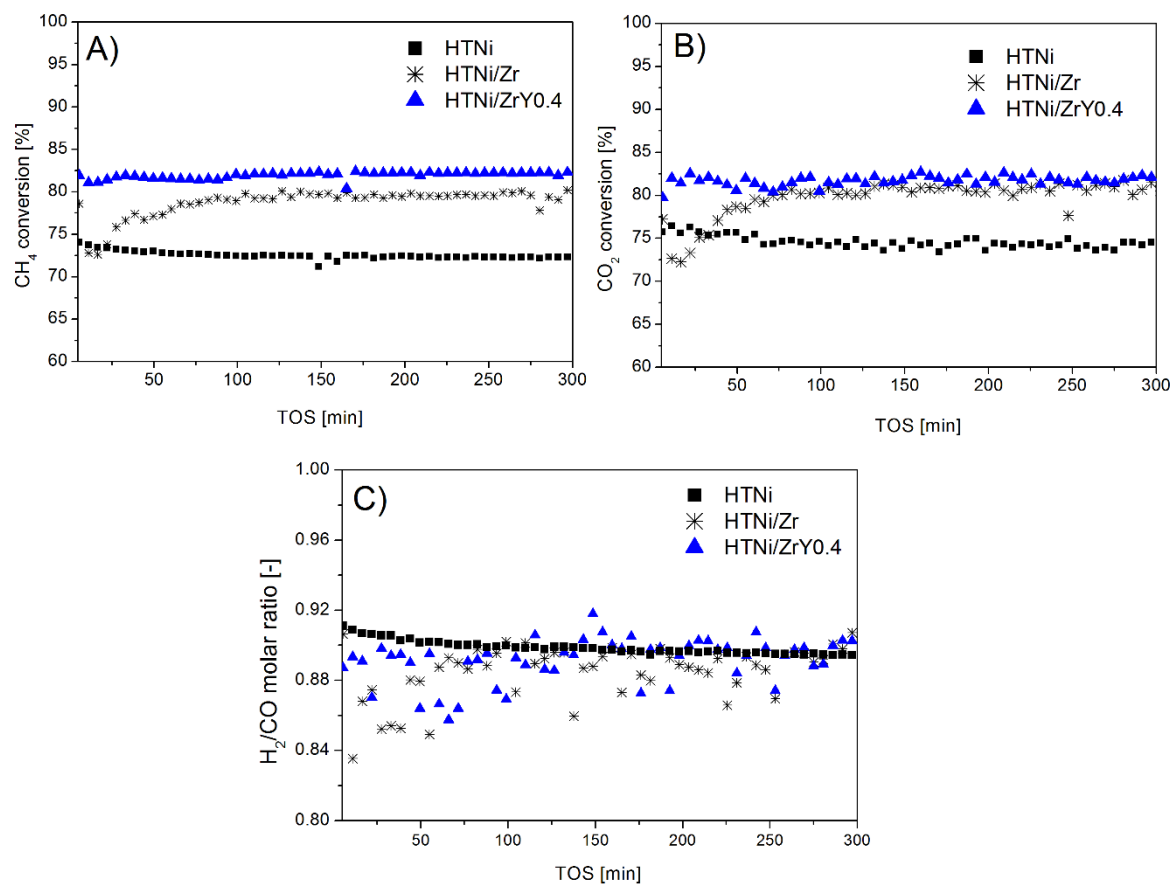 A)
HTNi
HTNi/Zr
HTNi/ZrY0.4
CH4 conversion [%]
100
95
90
85
80
75
70
65
60
50
100
150
200
250
300
TOS [min]
B)
HTNi
HTNi/Zr
HTNi/ZrY0.4
CO2 conversion [%]
100
95
90
85
80
75
70
65
60
50
100
150
200
250
300
TOS [min]
C)
HTNi
HTNi/Zr
HTNi/ZrY0.4
H2/CO molar ratio [-]
1.00
0.96
0.92
0.88
0.84
0.80
50
100
150
200
250
300
TOS [min]